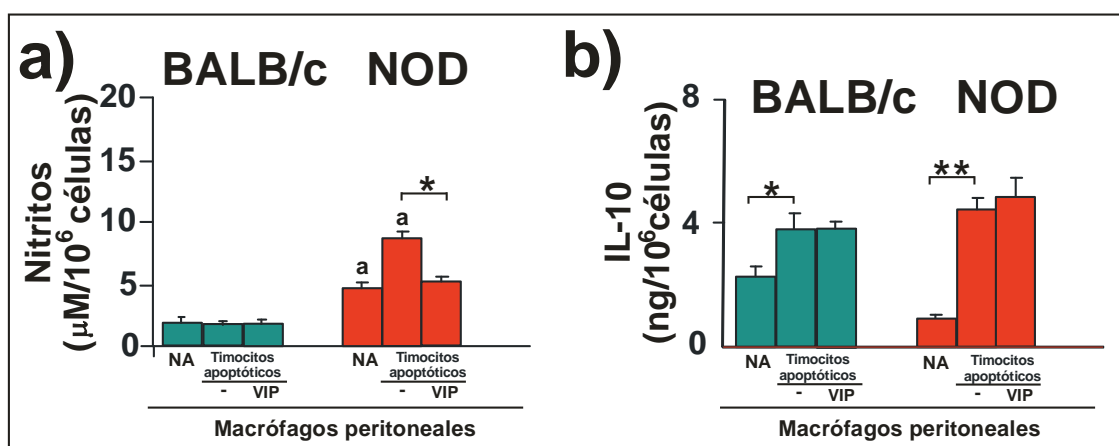 a)
BALB/c NOD
Nitritos
(μM/10⁶ células)
20
15
10
5
0
a
a
*
NA
Timocitos
apoptóticos
-
VIP
NA
Timocitos
apoptóticos
-
VIP
Macrófagos peritoneales
b)
BALB/c NOD
IL-10
(ng/10⁶células)
8
4
0
*
**
NA
Timocitos
apoptóticos
-
VIP
NA
Timocitos
apoptóticos
-
VIP
Macrófagos peritoneales